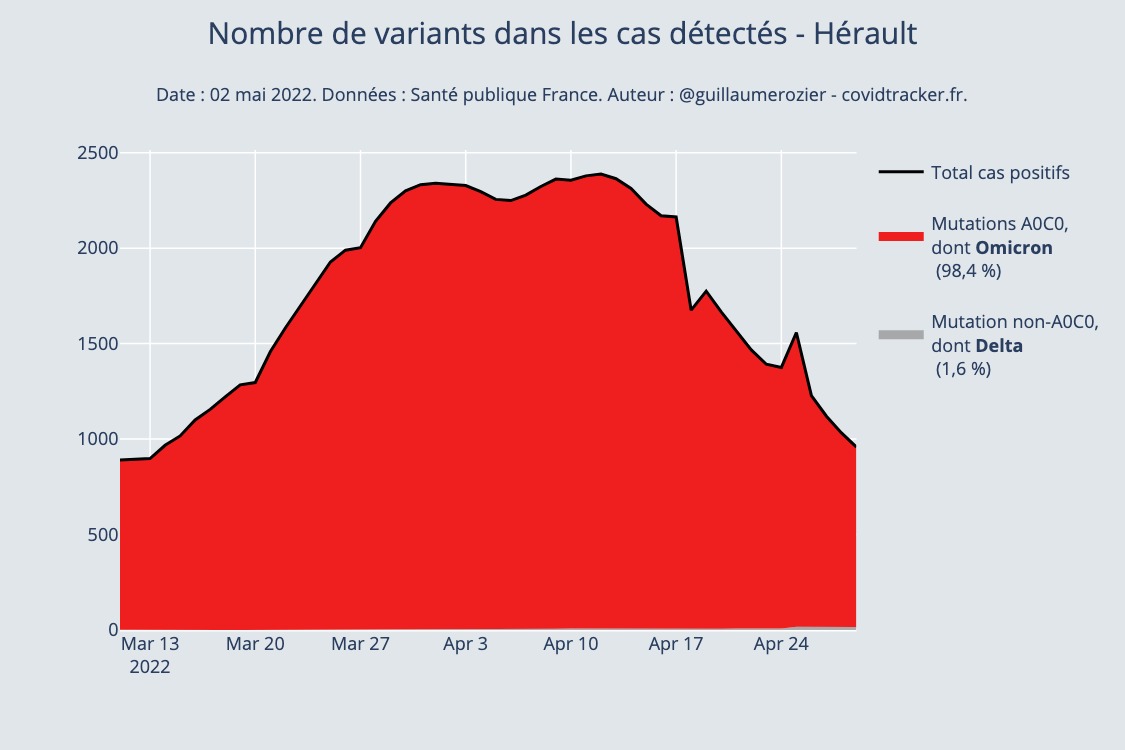 Nombre de variants dans les cas détectés - Hérault
Date : 02 mai 2022. Données : Santé publique France. Auteur : @guillaumerozier - covidtracker.fr.
2500
2000
1500
1000
500
0
Mar 13
2022
Mar 20
Mar 27
Apr 3
Apr 10
Apr 17
Apr 24
Total cas positifs
Mutations A0C0,
dont Omicron
(98,4 %)
Mutation non-A0C0,
dont Delta
(1,6 %)